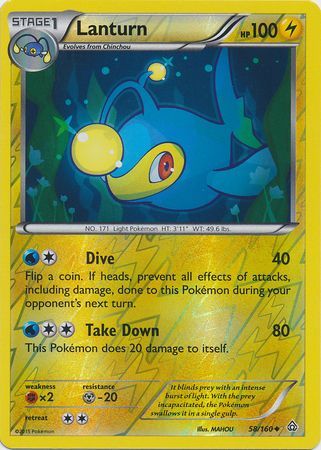 STAGE 1
Lanturn
HP 100
Evolves from Chinchou
NO. 171 Light Pokémon HT: 3'11" WT: 49.6 lbs.
Dive 40
Flip a coin. If heads, prevent all effects of attacks,
including damage, done to this Pokémon during your
opponent's next turn.
Take Down 80
This Pokémon does 20 damage to itself.
weakness
×2
resistance
-20
retreat
It blinds prey with an intense
burst of light. With the prey
incapacitated, the Pokémon
swallows it in a single gulp.
©2015 Pokémon
Illus. MAHOU
58/160